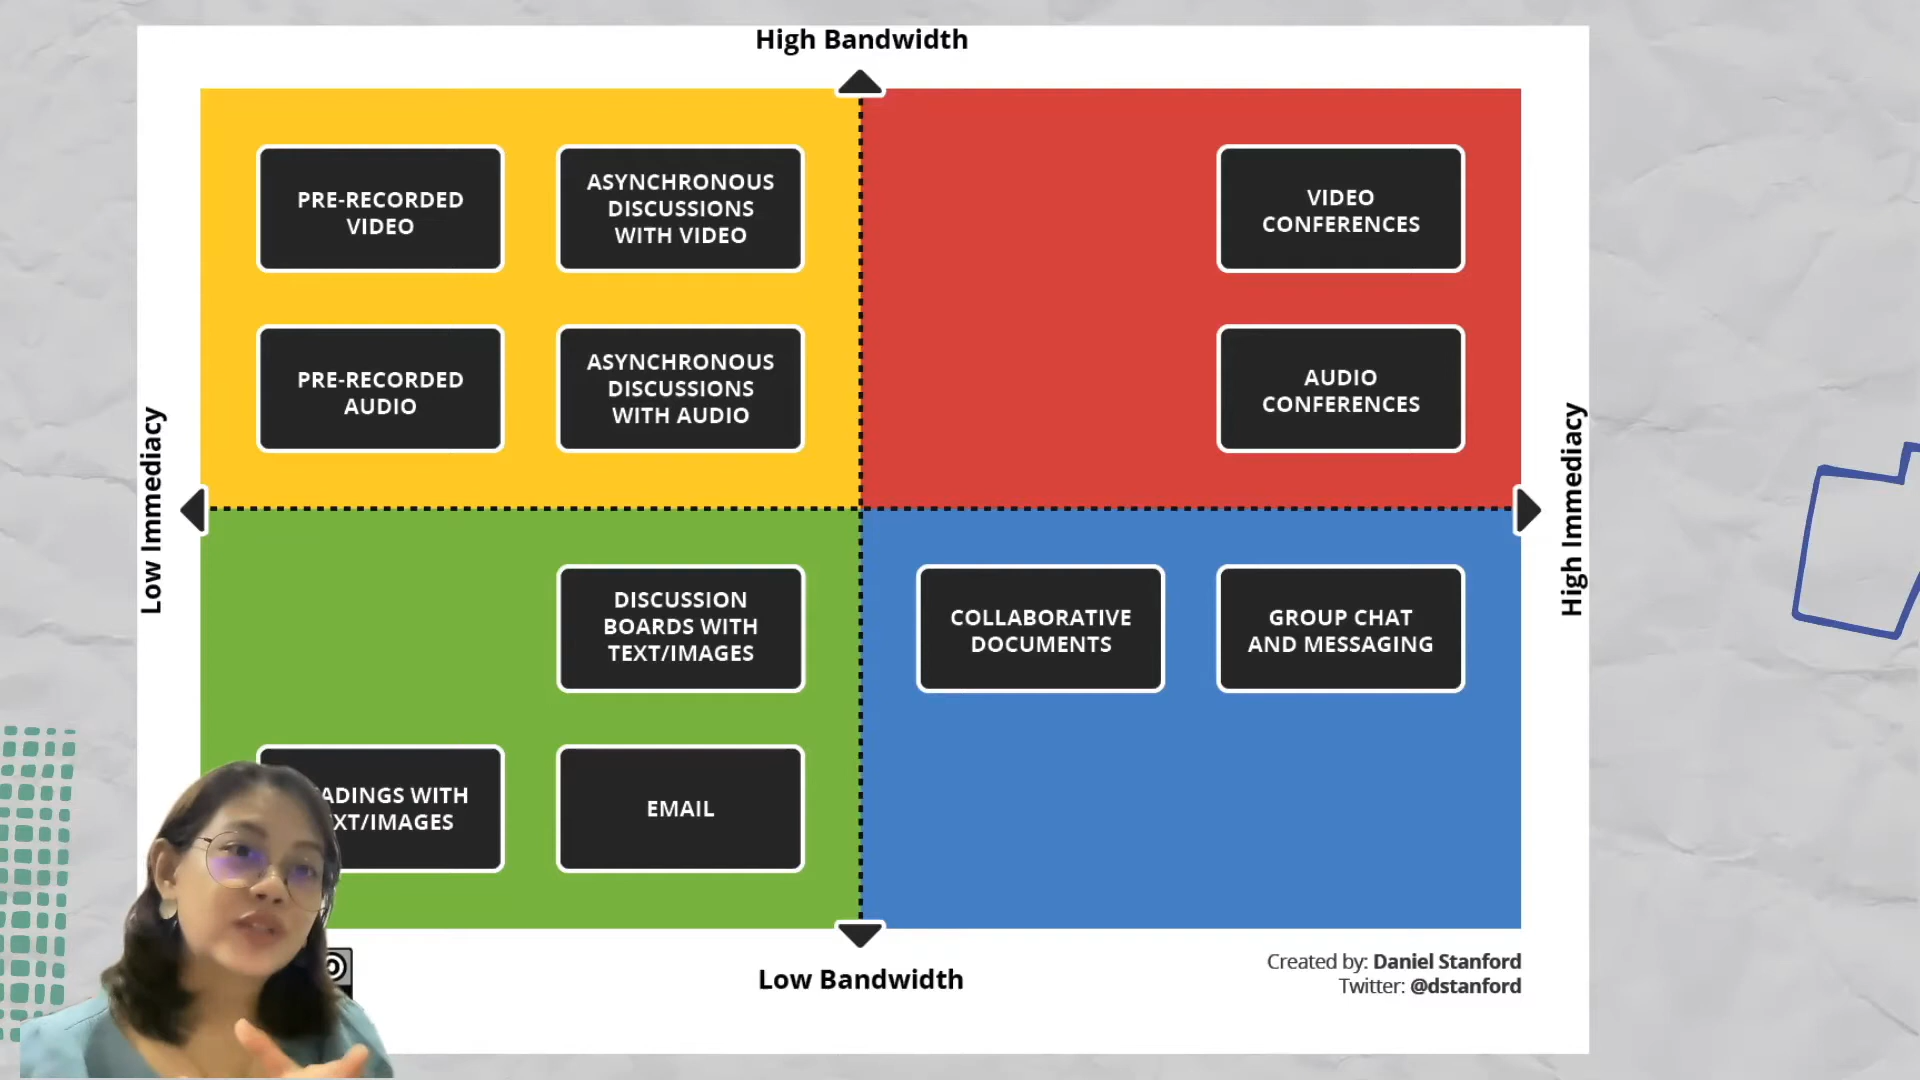 High Bandwidth
PRE-RECORDED
VIDEO
ASYNCHRONOUS
DISCUSSIONS
WITH VIDEO
VIDEO
CONFERENCES
PRE-RECORDED
AUDIO
ASYNCHRONOUS
DISCUSSIONS
WITH AUDIO
AUDIO
CONFERENCES
Low Immediacy
High Immediacy
DISCUSSION
BOARDS WITH
TEXT/IMAGES
COLLABORATIVE
DOCUMENTS
GROUP CHAT
AND MESSAGING
WITH
IMAGES
EMAIL
Low Bandwidth
Created by: Daniel Stanford
Twitter: @dstanford